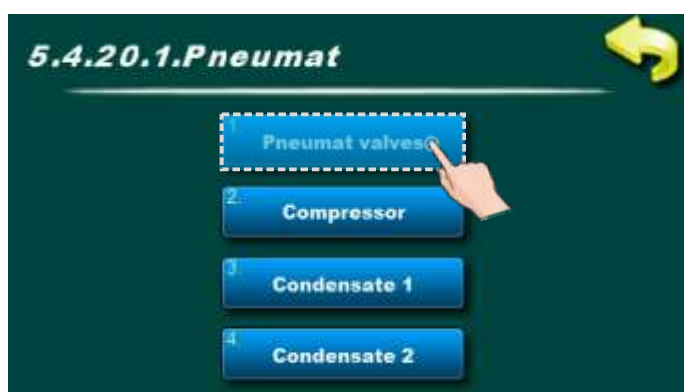 5.4.20.1.Pneumat
1.
Pneumat valves
2.
Compressor
3.
Condensate 1
4.
Condensate 2